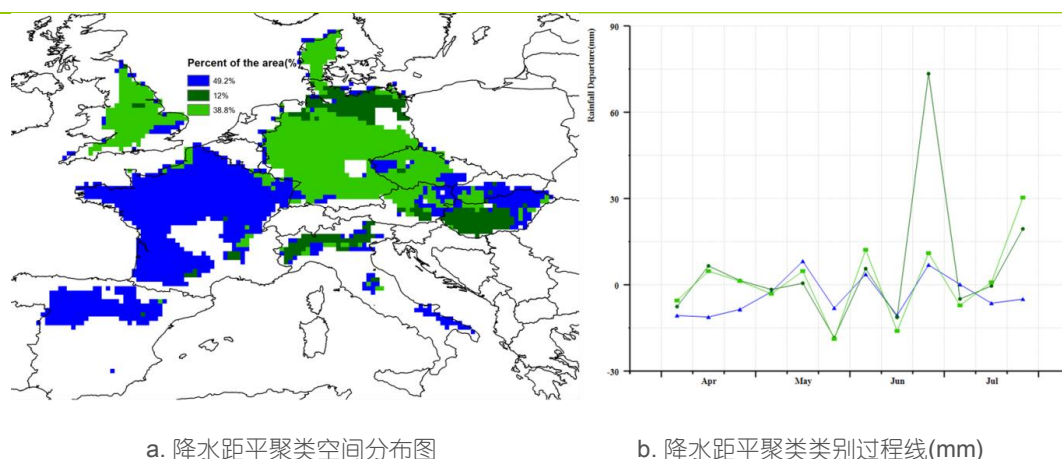 Percent of the area(%)
49.2%
12%
38.8%
Rainfall Departure(mm)
90
60
30
0
-30
Apr
May
Jun
Jul
a. 降水距平聚类空间分布图
b. 降水距平聚类类别过程线(mm)